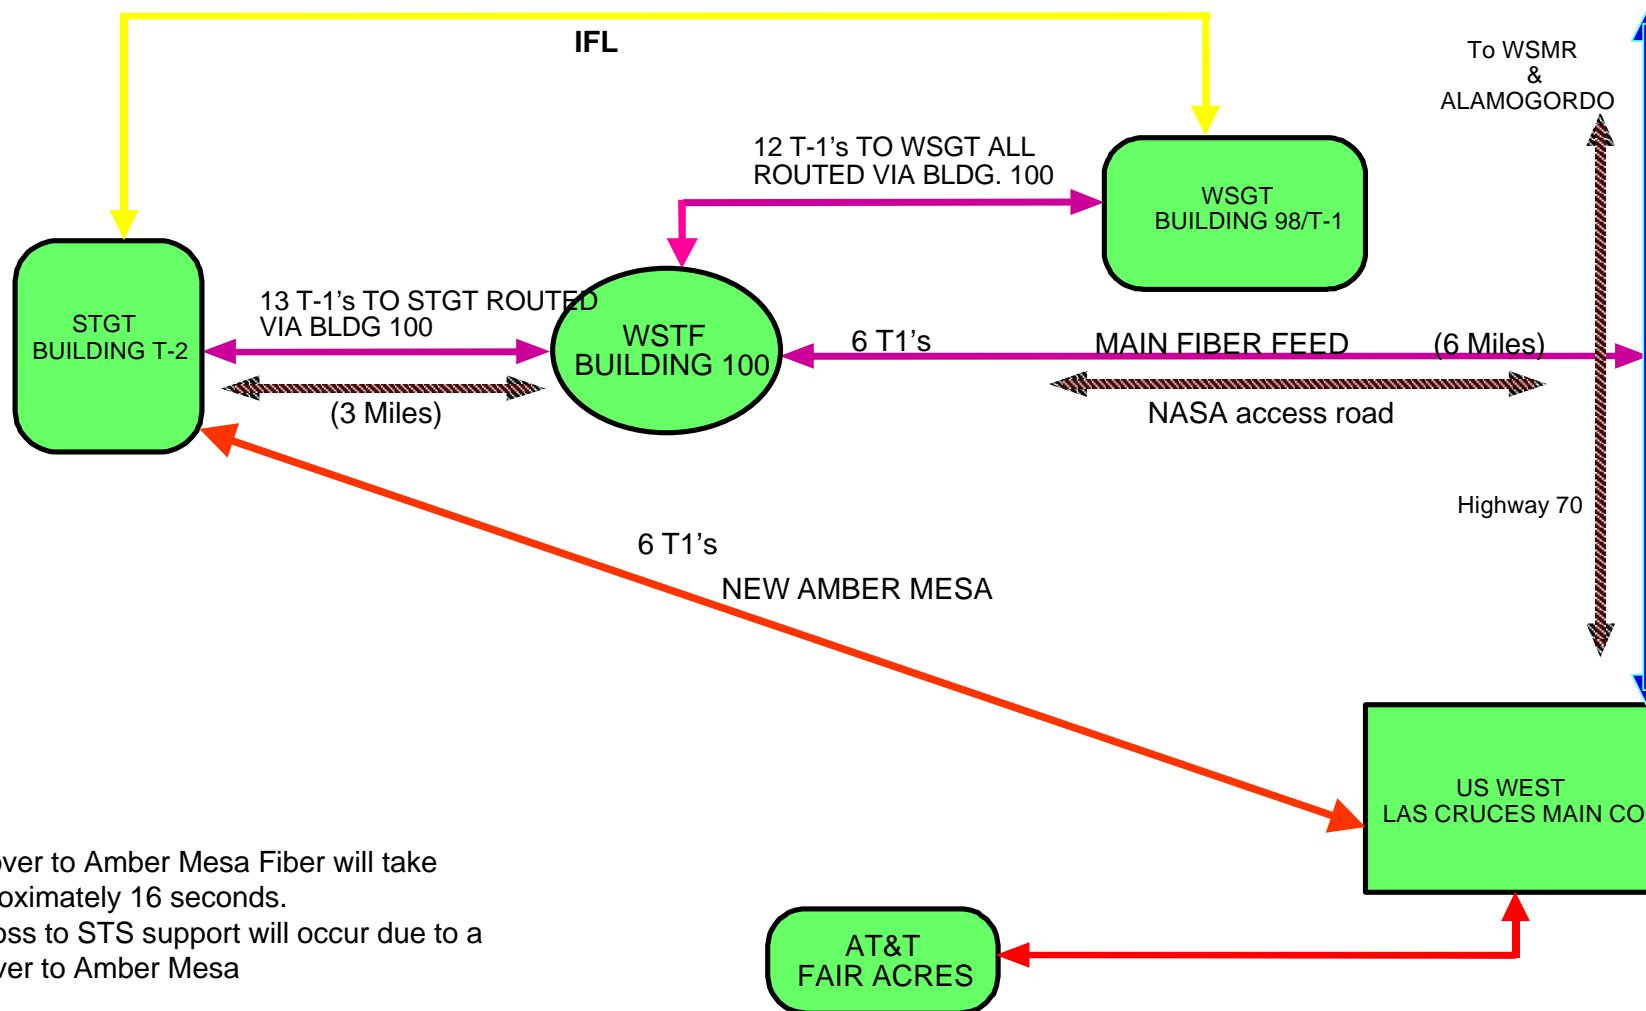 IFL
To WSMR
&
ALAMOGORDO
12 T-1’s TO WSGT ALL
ROUTED VIA BLDG. 100
WSGT
BUILDING 98/T-1
13 T-1’s TO STGT ROUTED
VIA BLDG 100
STGT
BUILDING T-2
WSTF
BUILDING 100
6 T1’s MAIN FIBER FEED (6 Miles)
(3 Miles)
NASA access road
Highway 70
6 T1’s
NEW AMBER MESA
US WEST
LAS CRUCES MAIN CO
over to Amber Mesa Fiber will take
oximately 16 seconds.
oss to STS support will occur due to a
ver to Amber Mesa
AT&T
FAIR ACRES